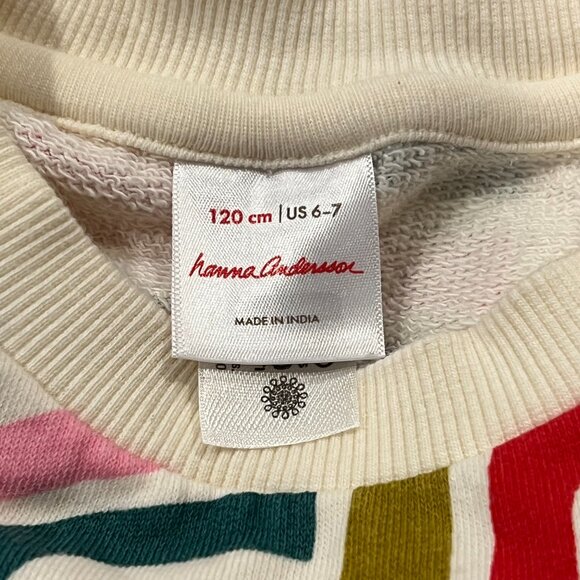 120 cm | US 6-7
hanna Andersson
MADE IN INDIA